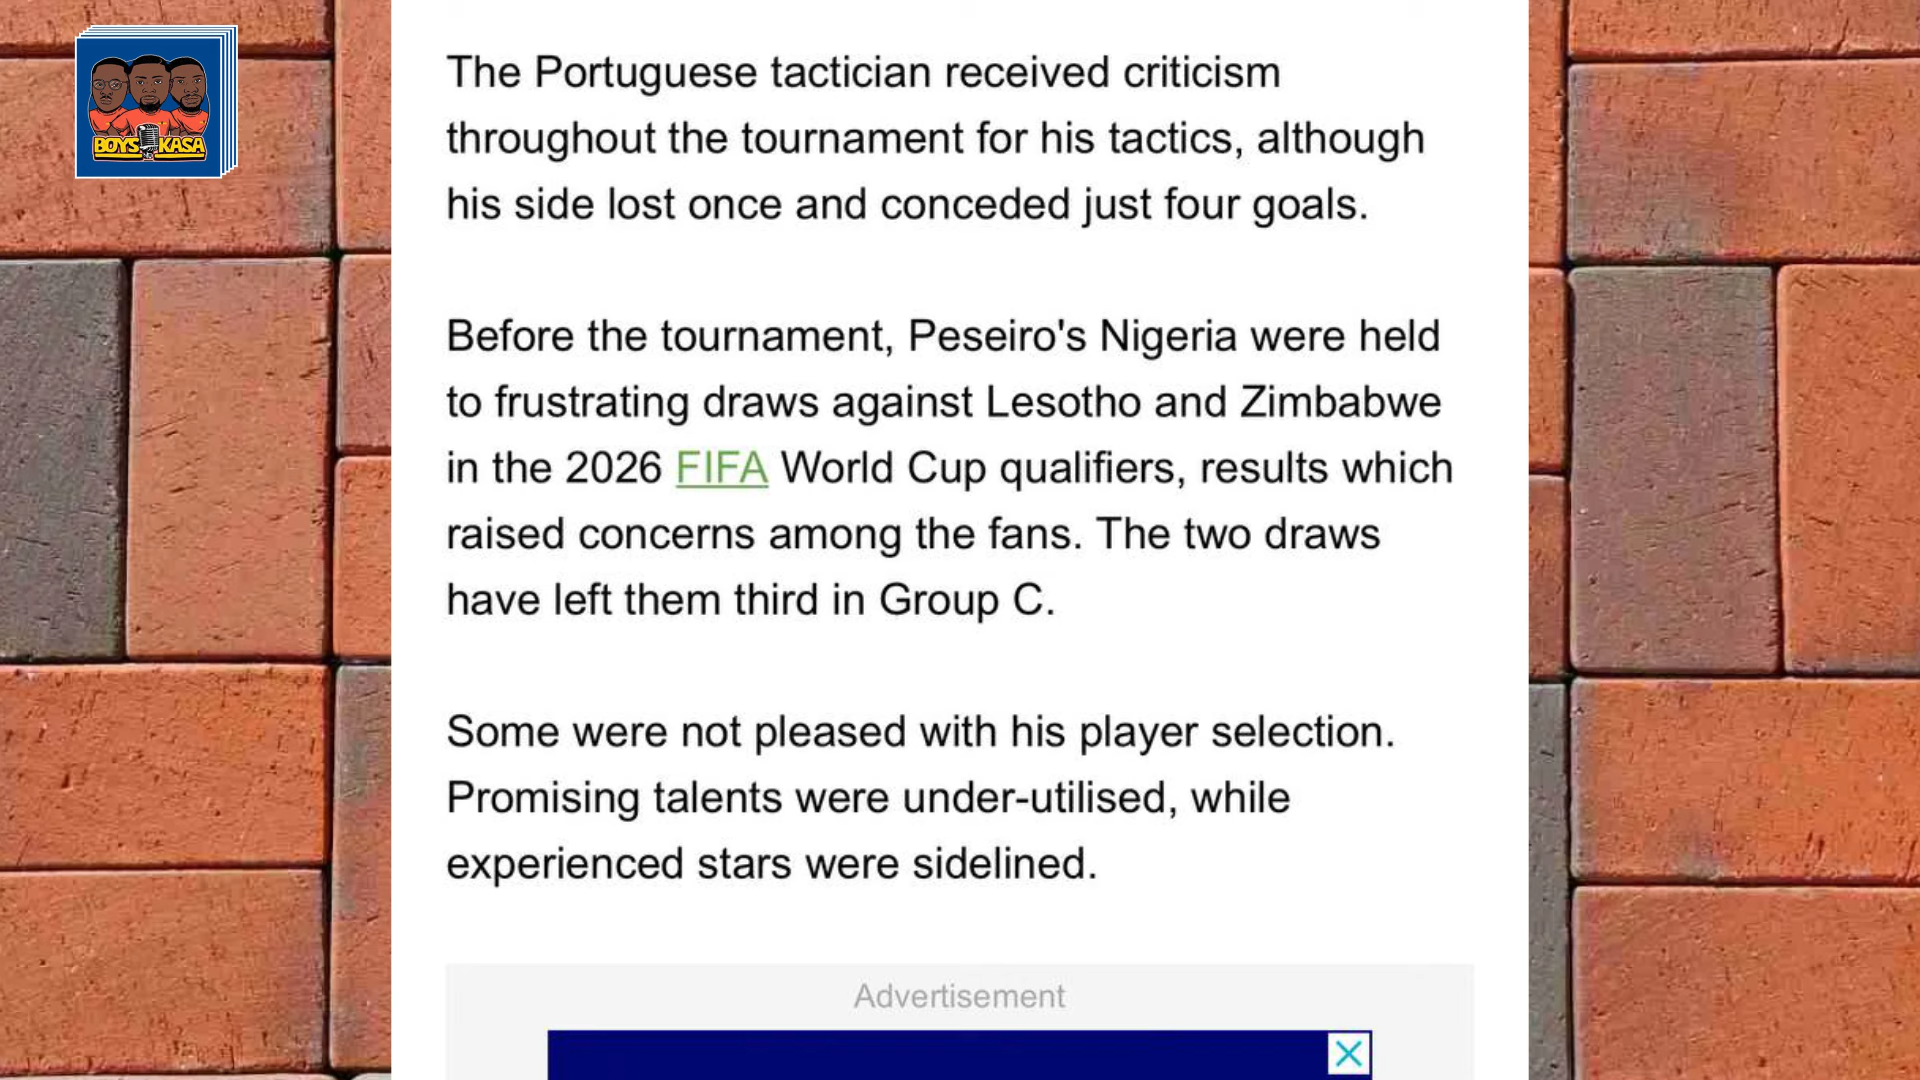 BOYS KASA
The Portuguese tactician received criticism
throughout the tournament for his tactics, although
his side lost once and conceded just four goals.
Before the tournament, Peseiro's Nigeria were held
to frustrating draws against Lesotho and Zimbabwe
in the 2026 FIFA World Cup qualifiers, results which
raised concerns among the fans. The two draws
have left them third in Group C.
Some were not pleased with his player selection.
Promising talents were under-utilised, while
experienced stars were sidelined.
Advertisement